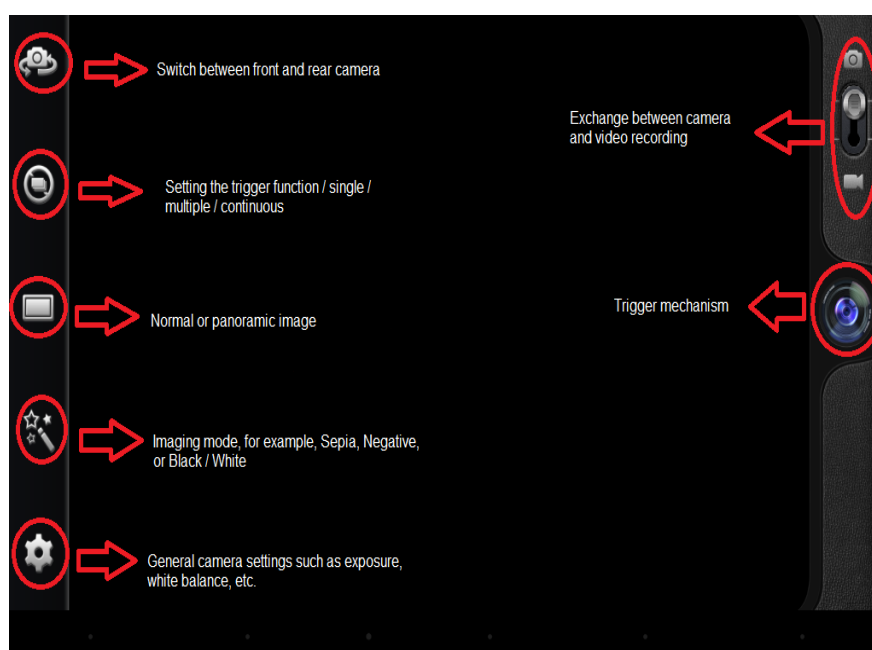 Switch between front and rear camera
Exchange between camera
and video recording
Setting the trigger function / single /
multiple / continuous
Trigger mechanism
Normal or panoramic image
Imaging mode, for example, Sepia, Negative,
or Black / White
General camera settings such as exposure,
white balance, etc.